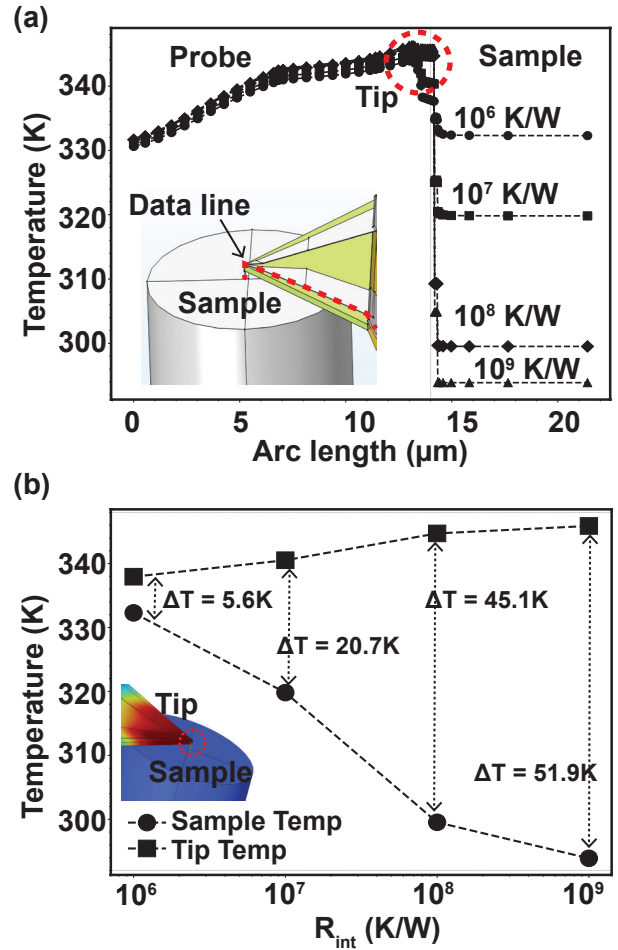 (a)
Probe
Sample
Tip
340
330
320
310
300
Temperature (K)
10⁶ K/W
10⁷ K/W
10⁸ K/W
10⁹ K/W
Data line
Sample
0
5
10
15
20
Arc length (µm)
(b)
340
330
320
310
300
Temperature (K)
ΔT = 5.6K
ΔT = 20.7K
ΔT = 45.1K
ΔT = 51.9K
Tip
Sample
Sample Temp
Tip Temp
10⁶
10⁷
10⁸
10⁹
R_int (K/W)